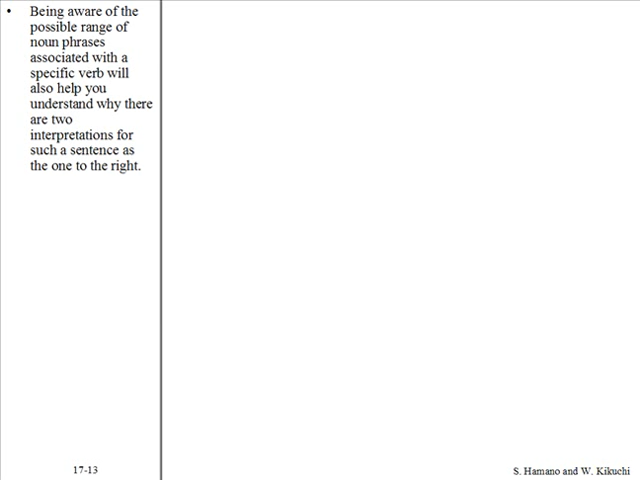 • Being aware of the
possible range of
noun phrases
associated with a
specific verb will
also help you
understand why there
are two
interpretations for
such a sentence as
the one to the right.
17-13
S. Hamano and W. Kikuchi